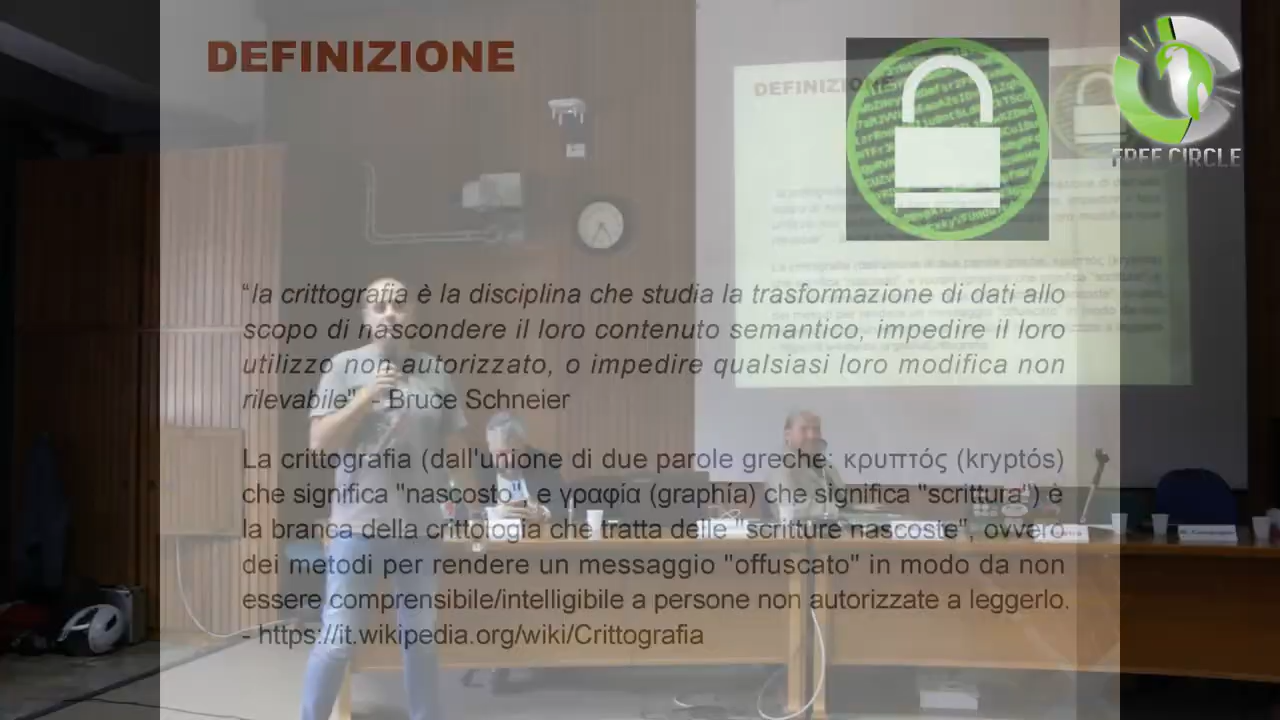 DEFINIZIONE
DEFINIZIONE
FREE CIRCLE
“la crittografia è la disciplina che studia la trasformazione di dati allo
scopo di nascondere il loro contenuto semantico, impedire il loro
utilizzo non autorizzato, o impedire qualsiasi loro modifica non
rilevabile" - Bruce Schneier
La crittografia (dall'unione di due parole greche: κρυπτός (kryptós)
che significa "nascosto", e γραφία (graphía) che significa "scrittura") è
la branca della crittologia che tratta delle "scritture nascoste", ovvero
dei metodi per rendere un messaggio "offuscato" in modo da non
essere comprensibile/intelligibile a persone non autorizzate a leggerlo.
- https://it.wikipedia.org/wiki/Crittografia